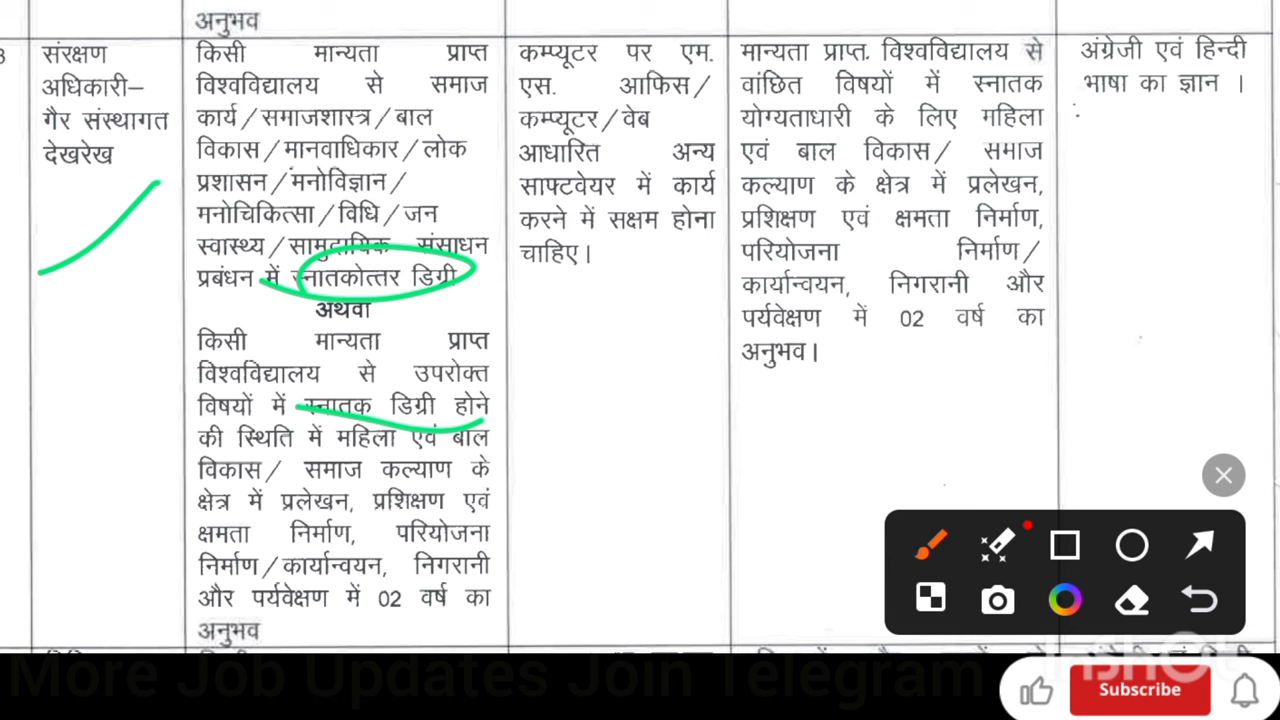 अनुभव
3
संरक्षण
अधिकारी–
गैर संस्थागत
देखरेख
किसी मान्यता प्राप्त
विश्वविद्यालय से समाज
कार्य/समाजशास्त्र/बाल
विकास/मानवाधिकार/लोक
प्रशासन/मनोविज्ञान/
मनोचिकित्सा/विधि/जन
स्वास्थ्य/सामुदायिक संसाधन
प्रबंधन में स्नातकोत्तर डिग्री
अथवा
किसी मान्यता प्राप्त
विश्वविद्यालय से उपरोक्त
विषयों में स्नातक डिग्री होने
की स्थिति में महिला एवं बाल
विकास/ समाज कल्याण के
क्षेत्र में प्रलेखन, प्रशिक्षण एवं
क्षमता निर्माण, परियोजना
निर्माण/कार्यान्वयन, निगरानी
और पर्यवेक्षण में 02 वर्ष का
अनुभव
कम्प्यूटर पर एम.
एस. आफिस/
कम्प्यूटर/वेब
आधारित अन्य
साफ्टवेयर में कार्य
करने में सक्षम होना
चाहिए।
मान्यता प्राप्त. विश्वविद्यालय से
वांछित विषयों में स्नातक
योग्यताधारी के लिए महिला
एवं बाल विकास/ समाज
कल्याण के क्षेत्र में प्रलेखन,
प्रशिक्षण एवं क्षमता निर्माण,
परियोजना निर्माण/
कार्यान्वयन, निगरानी और
पर्यवेक्षण में 02 वर्ष का
अनुभव।
अंग्रेजी एवं हिन्दी
भाषा का ज्ञान ।
More Job Updates Join Telegram
InShOt
Subscribe